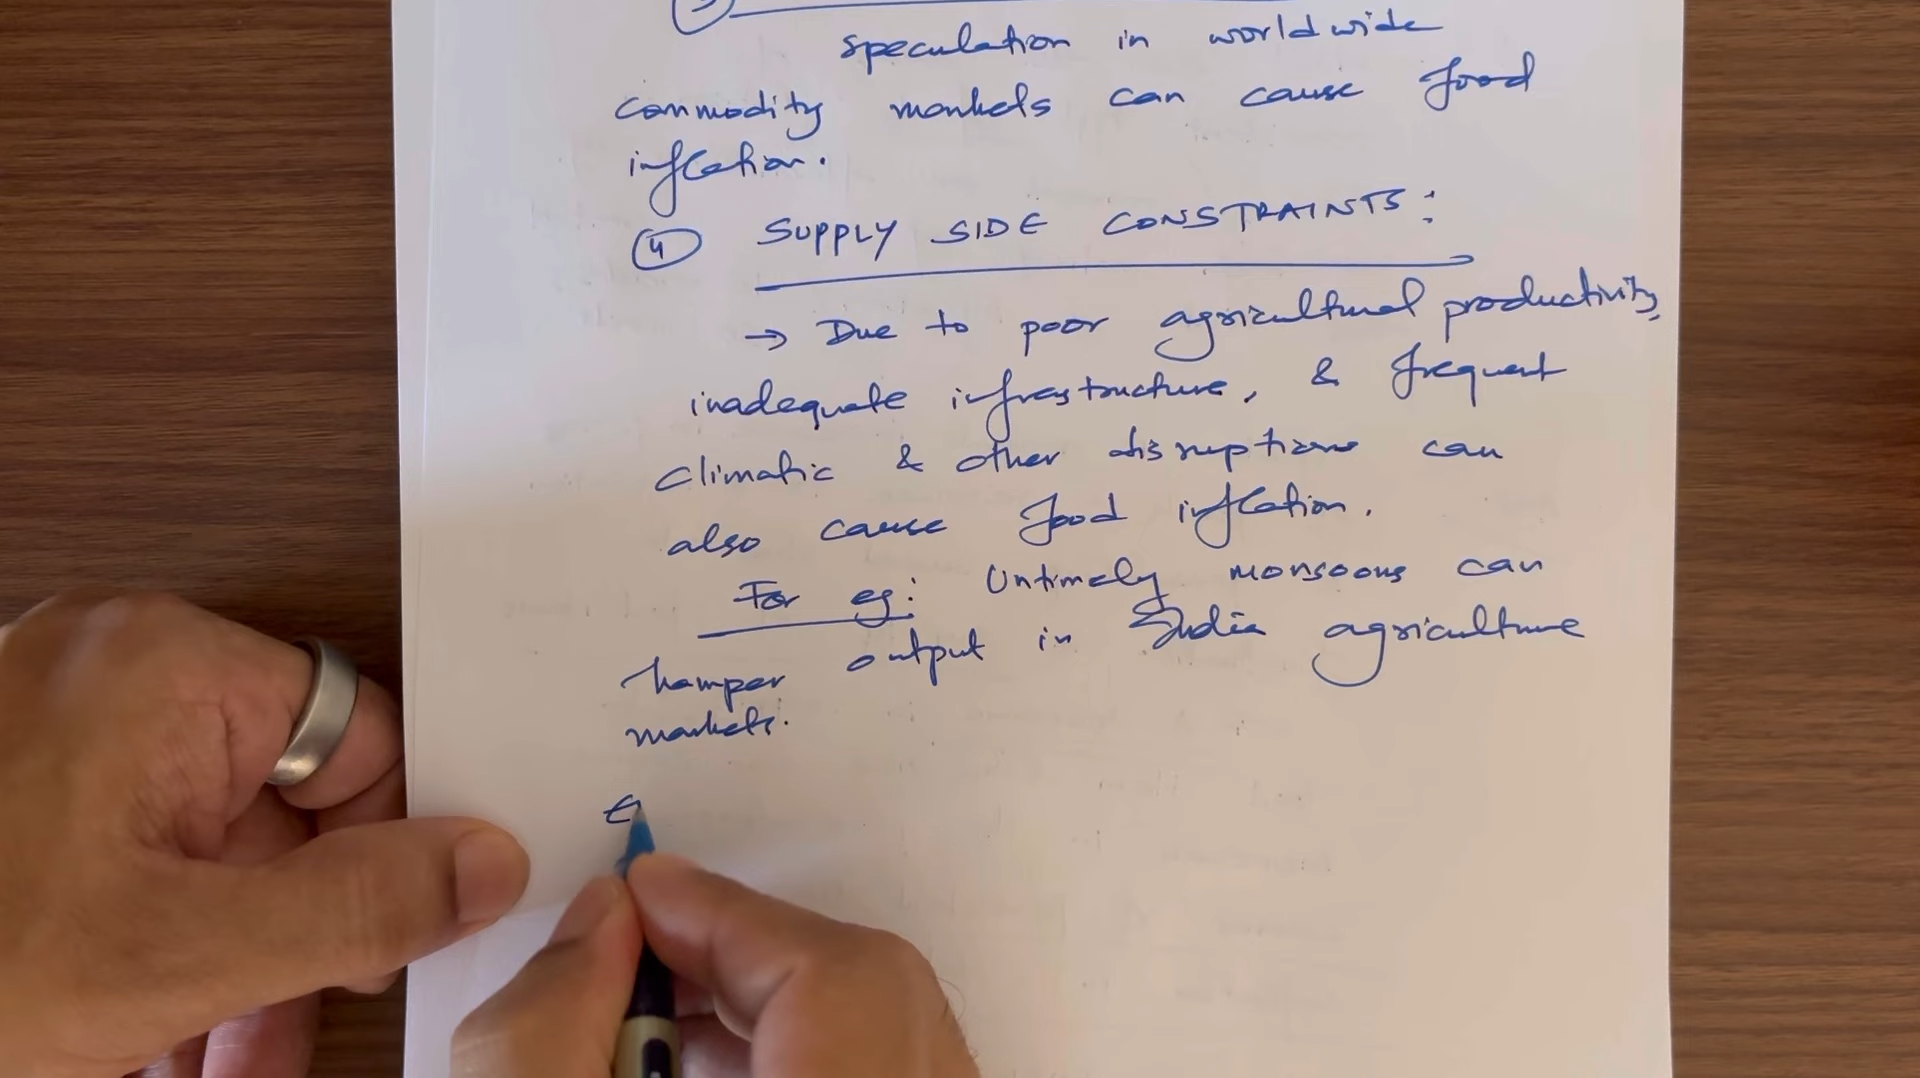 3
speculation in worldwide
commodity markets can cause food
inflation.
4 SUPPLY SIDE CONSTRAINTS:
→ Due to poor agricultural productivity,
inadequate infrastructure, & frequent
climatic & other disruptions can
also cause food inflation.
For eg: Untimely monsoons can
hamper output in India agriculture
markets.